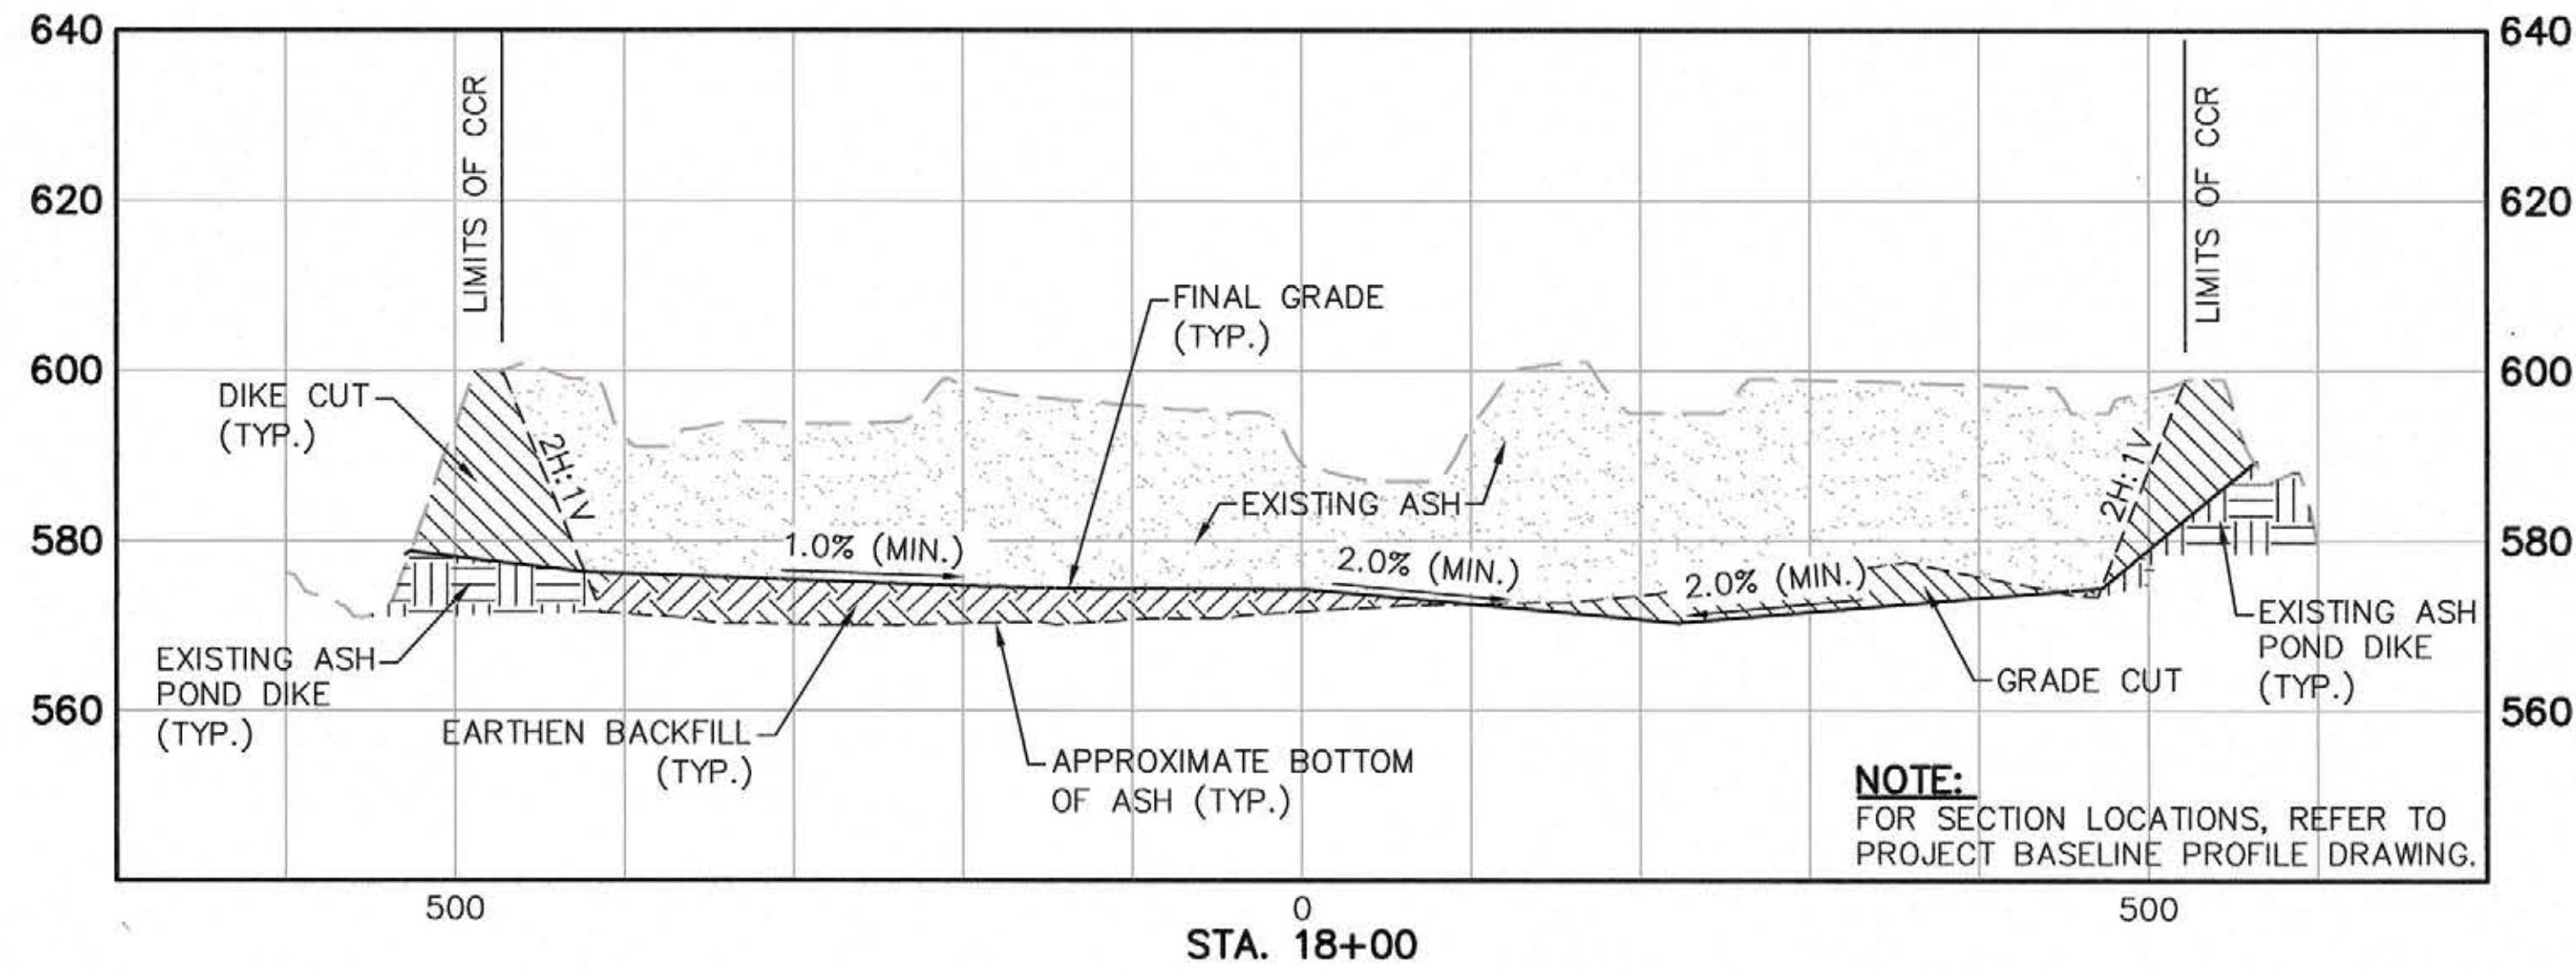 640
640
LIMITS OF CCR
LIMITS OF CCR
620
620
FINAL GRADE
(TYP.)
600
600
DIKE CUT
(TYP.)
2H:1V
2H:1V
EXISTING ASH
580
580
1.0% (MIN.)
2.0% (MIN.)
2.0% (MIN.)
EXISTING ASH
POND DIKE
(TYP.)
EXISTING ASH
POND DIKE
(TYP.)
GRADE CUT
560
560
EARTHEN BACKFILL
(TYP.)
APPROXIMATE BOTTOM
OF ASH (TYP.)
NOTE:
FOR SECTION LOCATIONS, REFER TO
PROJECT BASELINE PROFILE DRAWING.
500
0
500
STA. 18+00